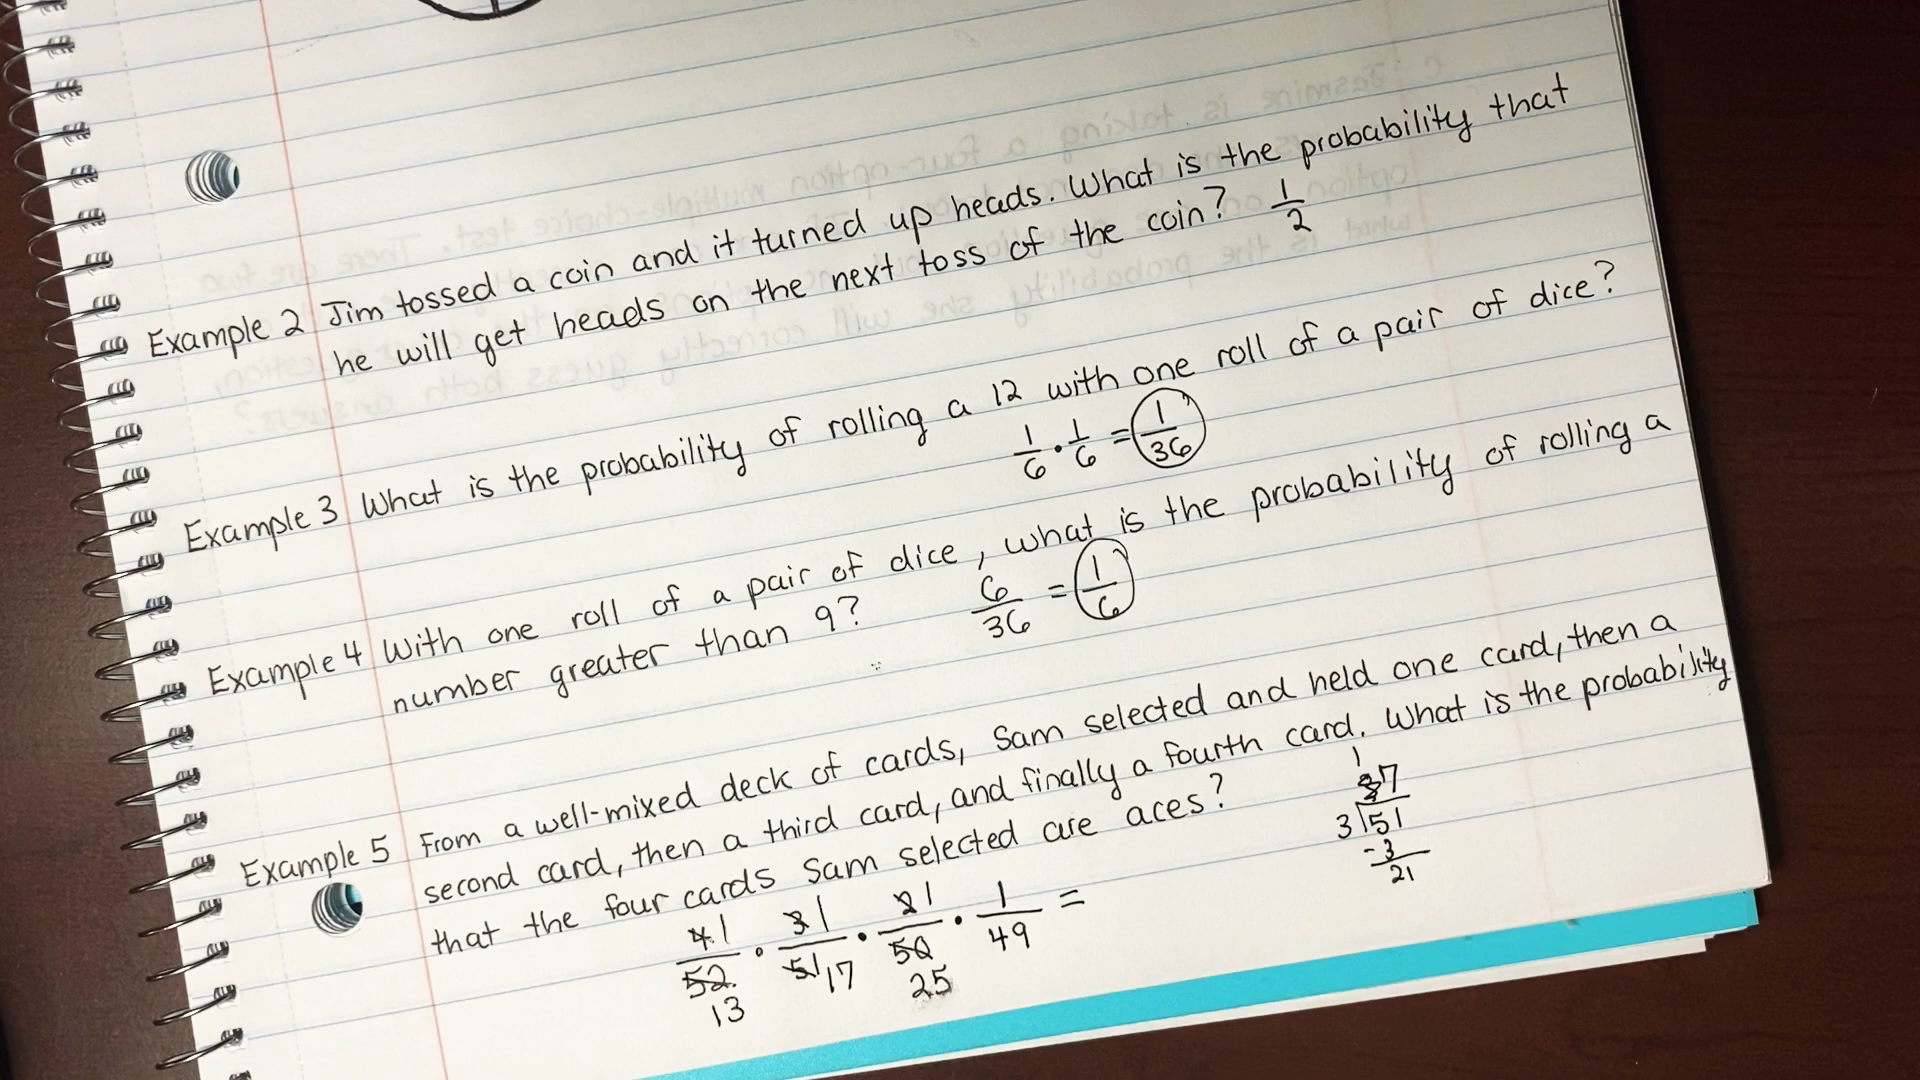 Example 2 Jim tossed a coin and it turned up heads. What is the probability that
he will get heads on the next toss of the coin? 1/2
Example 3 What is the probability of rolling a 12 with one roll of a pair of dice?
1/6 · 1/6 = 1/36
Example 4 With one roll of a pair of dice, what is the probability of rolling a
number greater than 9? 6/36 = 1/6
Example 5 From a well-mixed deck of cards, Sam selected and held one card, then a
second card, then a third card, and finally a fourth card. What is the probability
that the four cards Sam selected are aces?
4 1/52 13 · 3 1/51 17 · 2 1/50 25 · 1/49 =
1
7
3 51
- 3
21